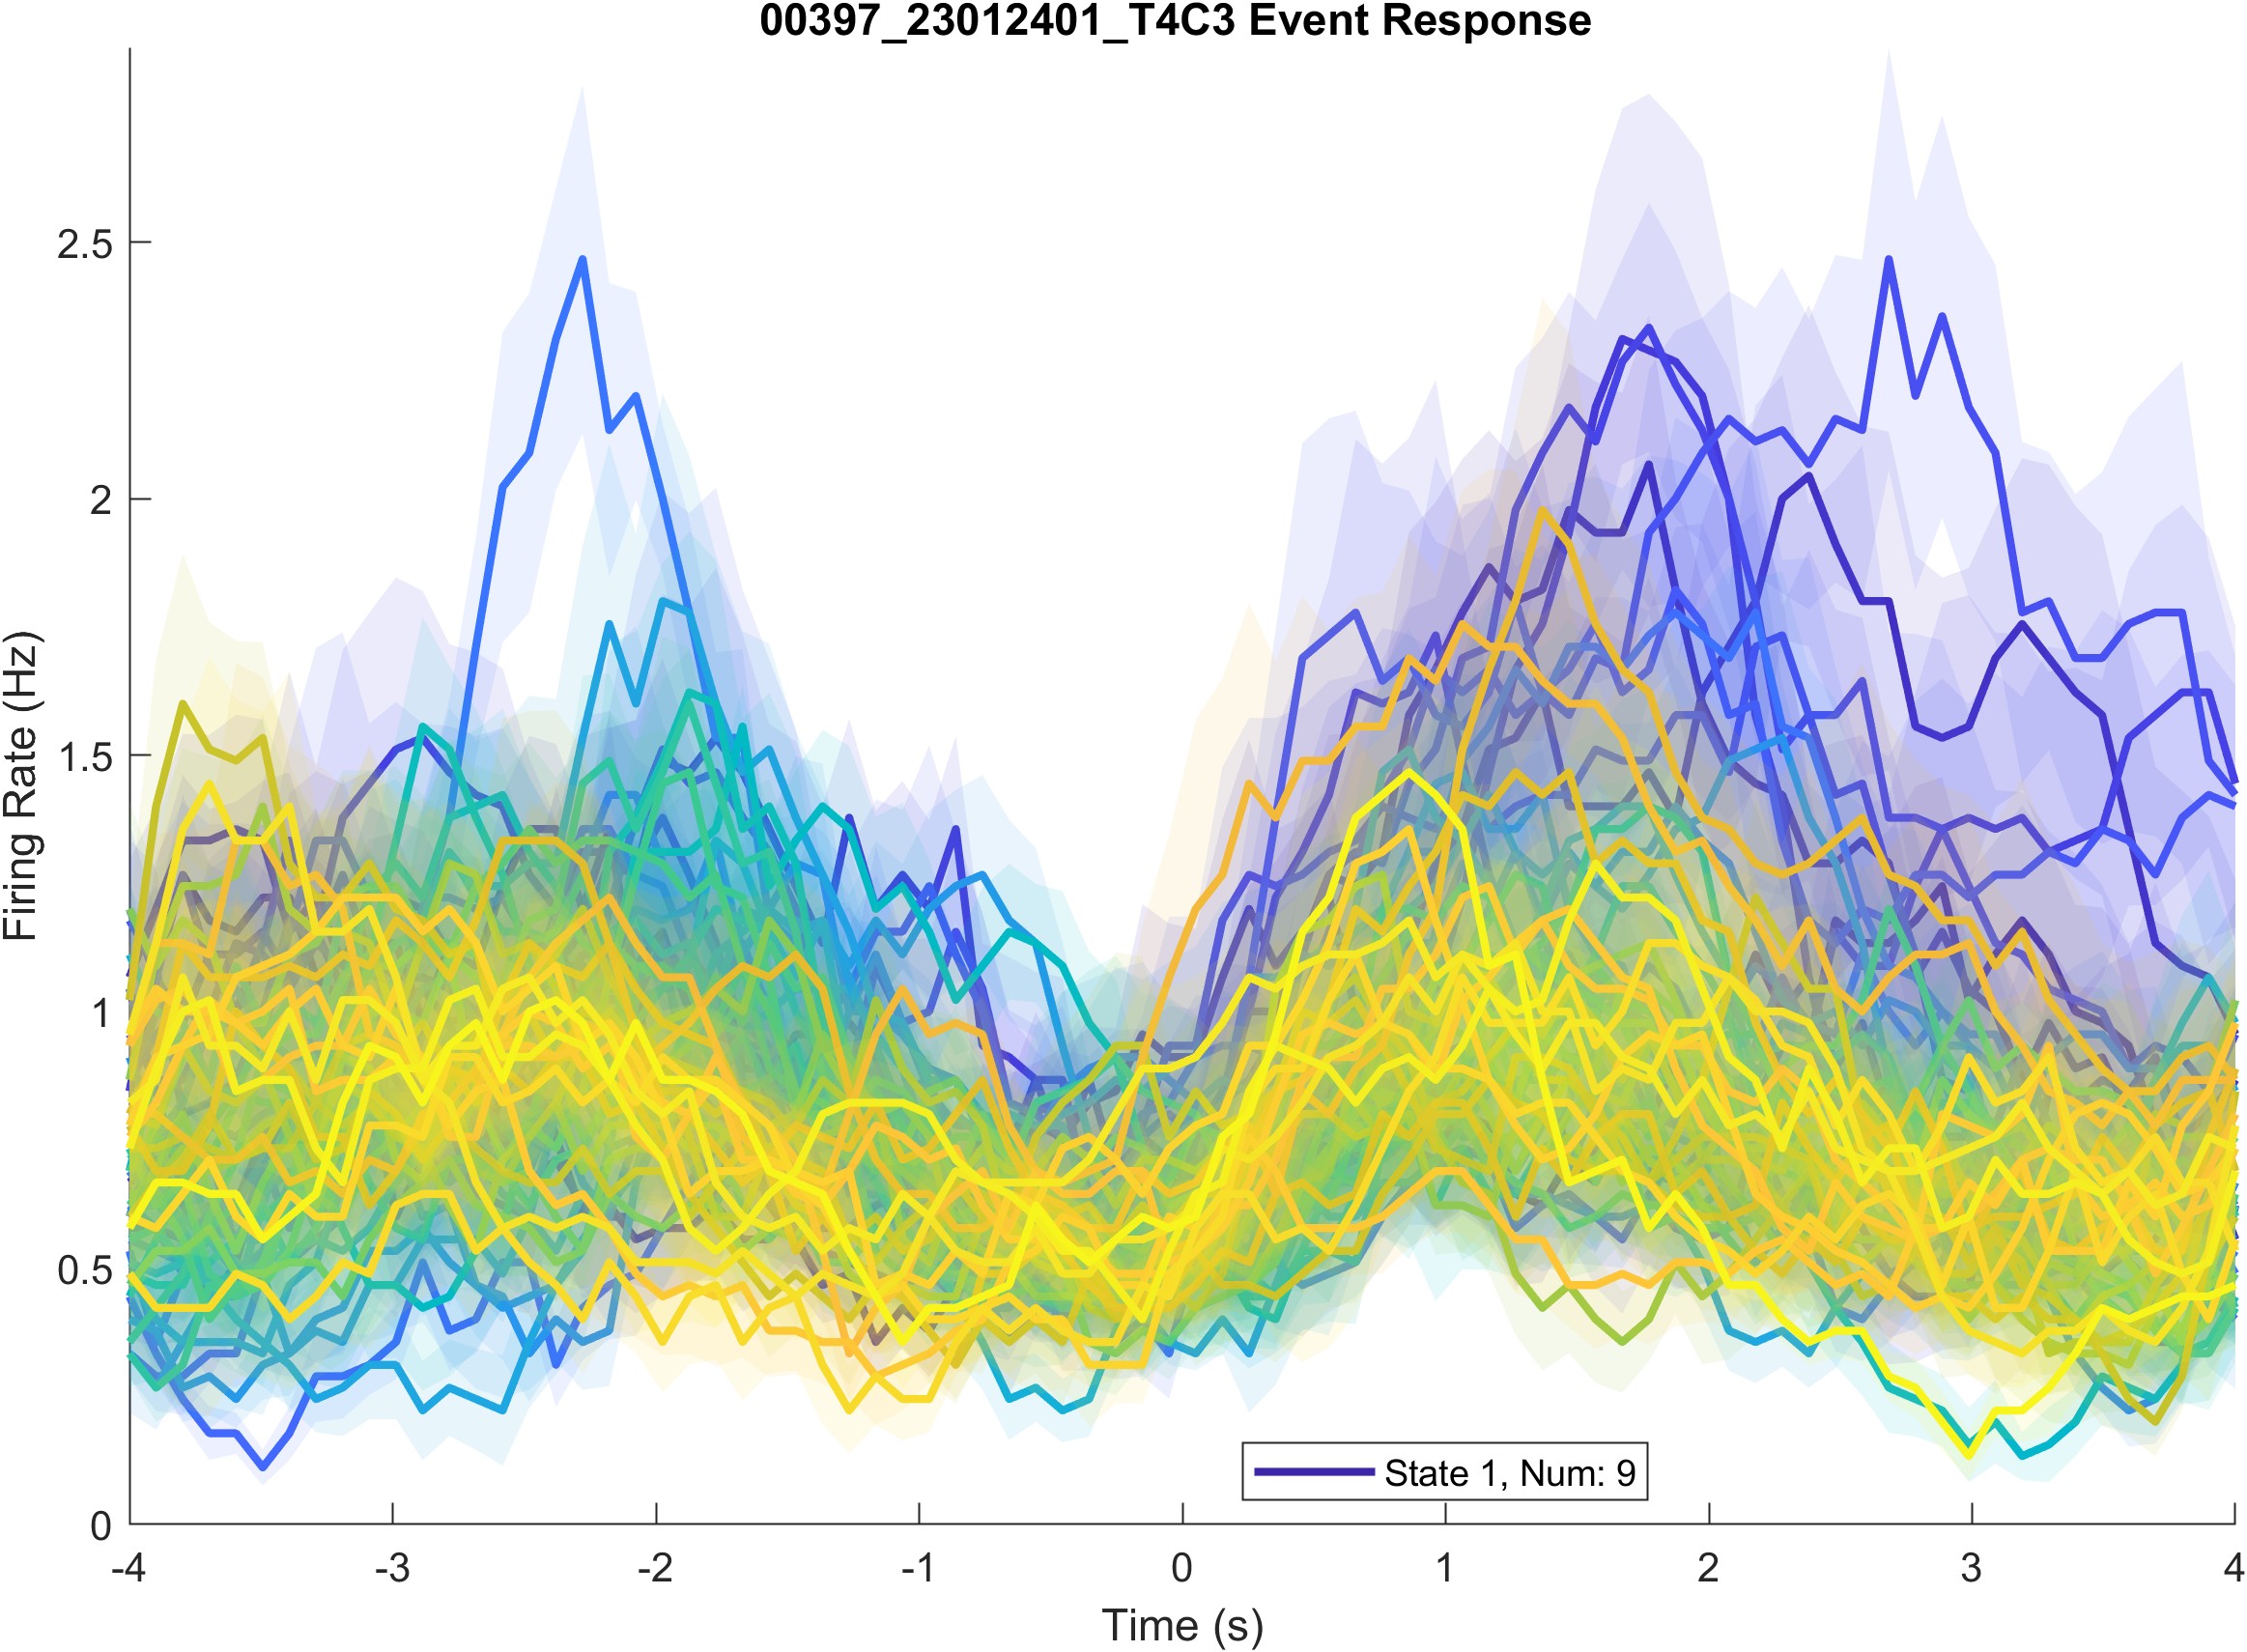 00397_23012401_T4C3 Event Response
Firing Rate (Hz)
2.5
2
1.5
1
0.5
0
State 1, Num: 9
-4 -3 -2 -1 0 1 2 3 4
Time (s)